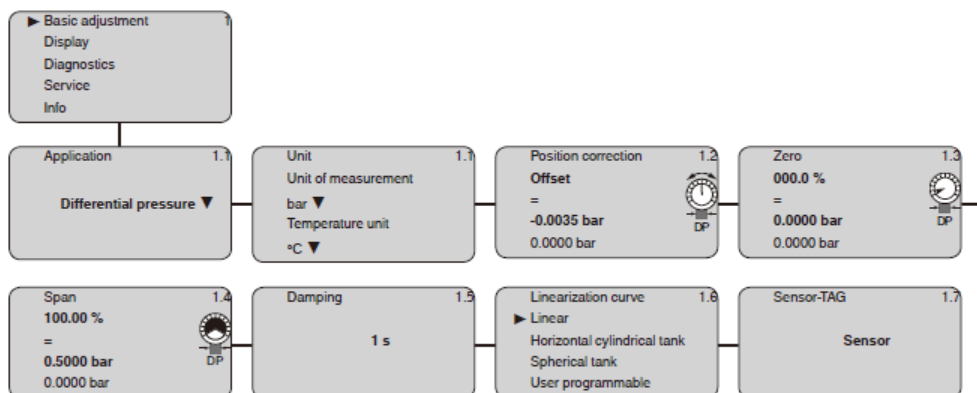 ▶ Basic adjustment 1
Display
Diagnostics
Service
Info
Application 1.1
Differential pressure ▼
Unit 1.1
Unit of measurement
bar ▼
Temperature unit
°C ▼
Position correction 1.2
Offset
=
-0.0035 bar
0.0000 bar
DP
Zero 1.3
000.0 %
=
0.0000 bar
0.0000 bar
DP
Span 1.4
100.00 %
=
0.5000 bar
0.0000 bar
DP
Damping 1.5
1 s
Linearization curve 1.6
▶ Linear
Horizontal cylindrical tank
Spherical tank
User programmable
Sensor-TAG 1.7
Sensor